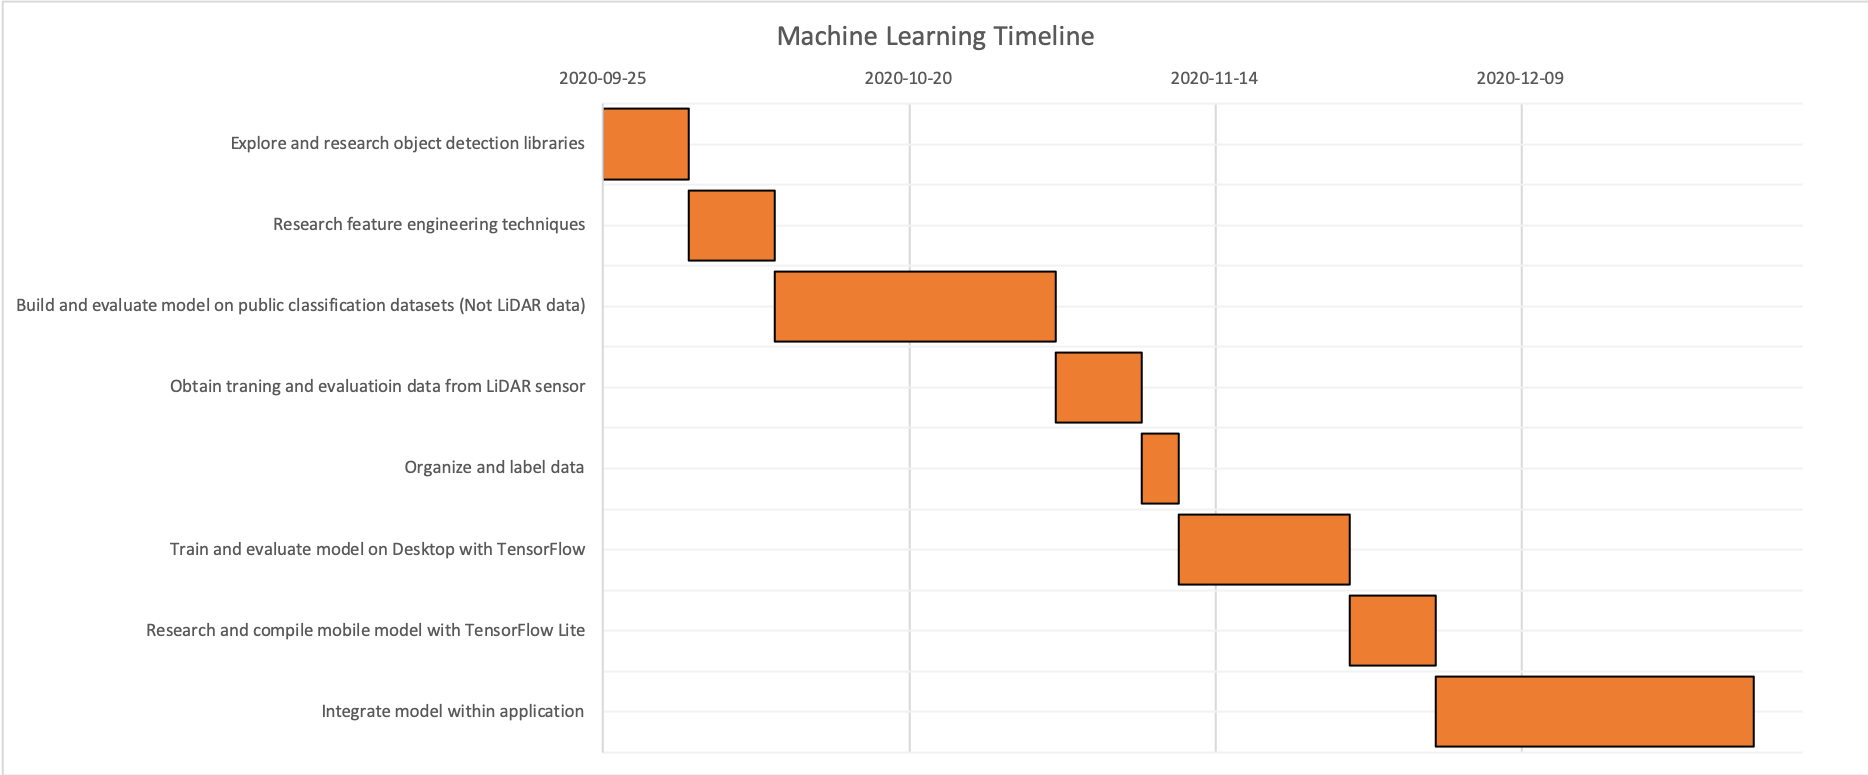 Machine Learning Timeline
2020-09-25 2020-10-20 2020-11-14 2020-12-09
Explore and research object detection libraries
Research feature engineering techniques
Build and evaluate model on public classification datasets (Not LiDAR data)
Obtain traning and evaluatioin data from LiDAR sensor
Organize and label data
Train and evaluate model on Desktop with TensorFlow
Research and compile mobile model with TensorFlow Lite
Integrate model within application